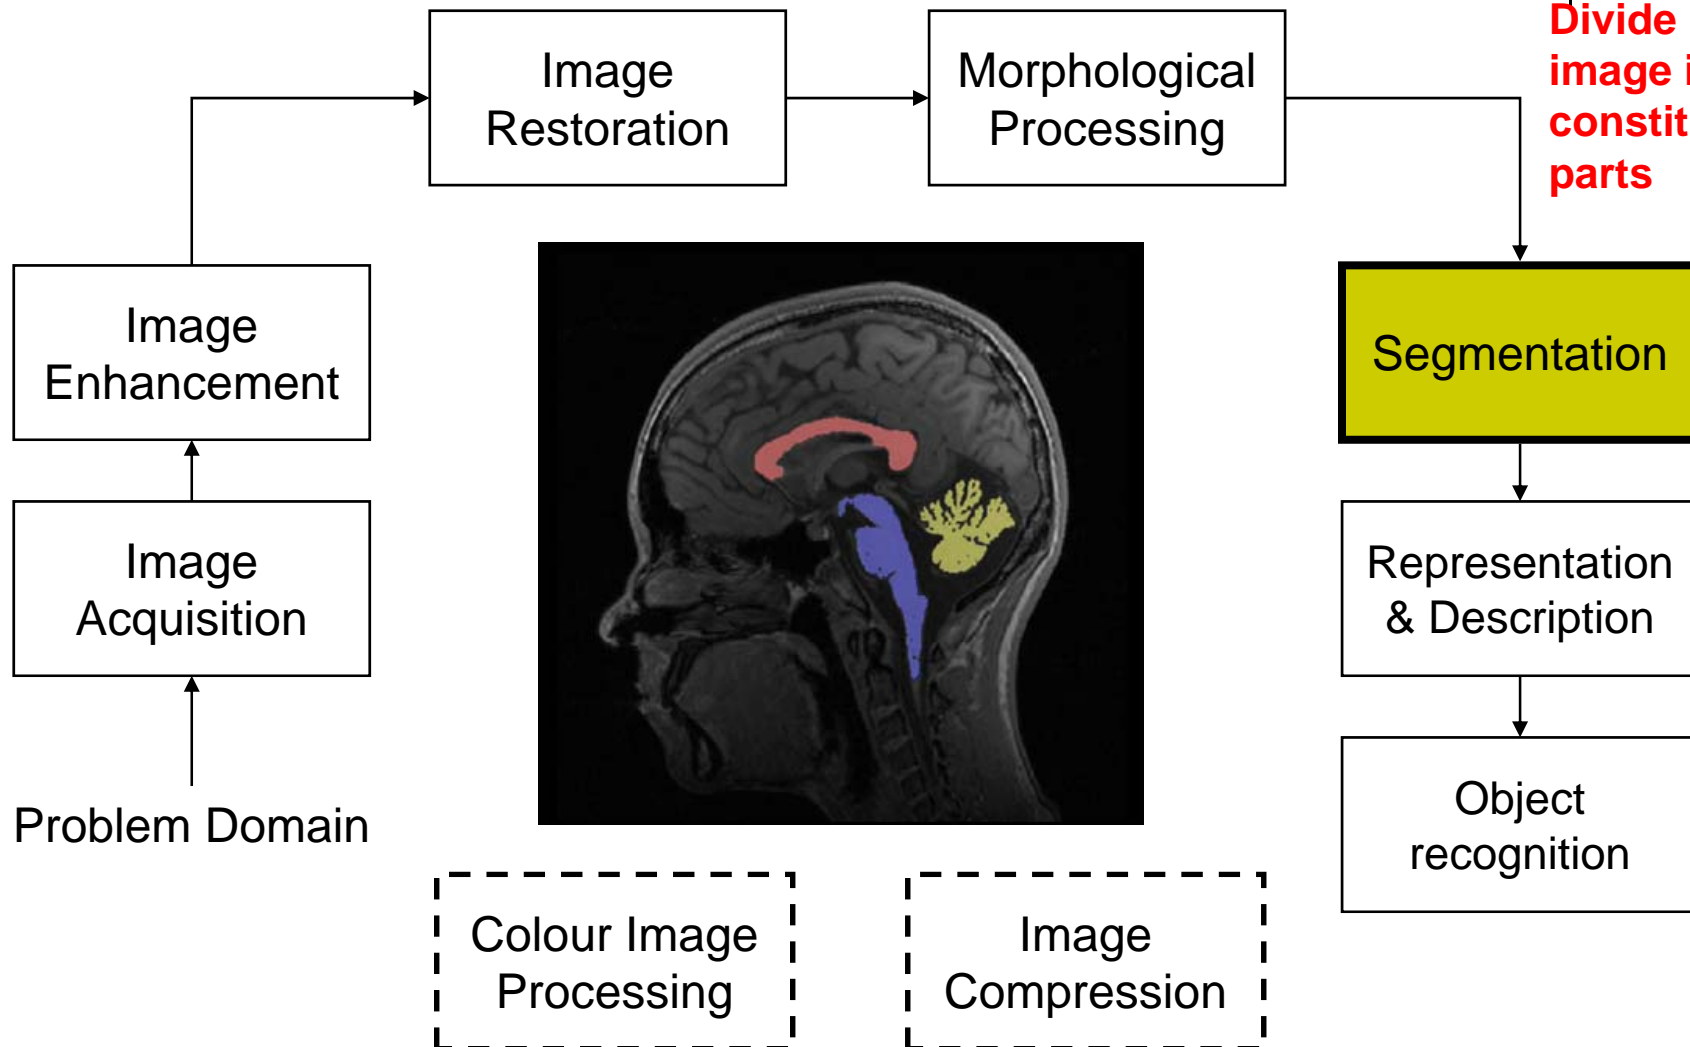 Image
Restoration
Morphological
Processing
Divide
image i
constit
parts
Image
Enhancement
Segmentation
Image
Acquisition
Representation
& Description
Problem Domain
Object
recognition
Colour Image
Processing
Image
Compression